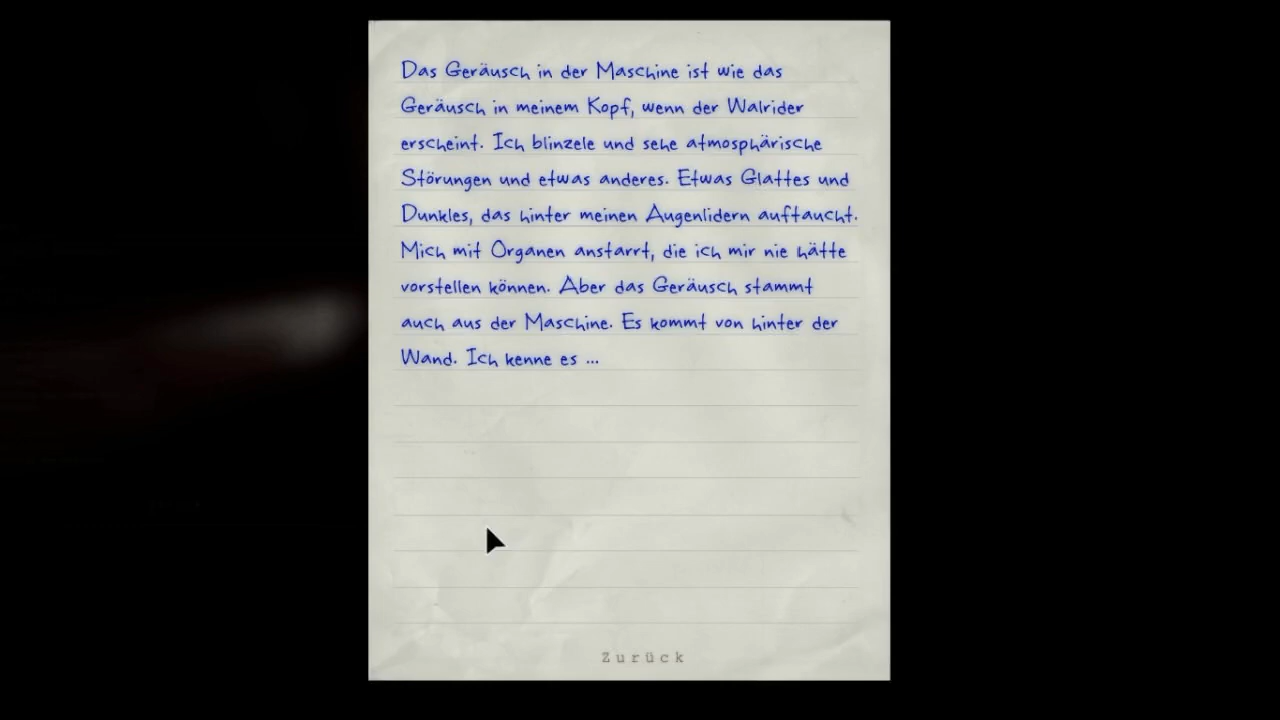 Das Geräusch in der Maschine ist wie das
Geräusch in meinem Kopf, wenn der Walrider
erscheint. Ich blinzele und sehe atmosphärische
Störungen und etwas anderes. Etwas Glattes und
Dunkles, das hinter meinen Augenlidern auftaucht.
Mich mit Organen anstarrt, die ich mir nie hätte
vorstellen können. Aber das Geräusch stammt
auch aus der Maschine. Es kommt von hinter der
Wand. Ich kenne es ...
Zurück